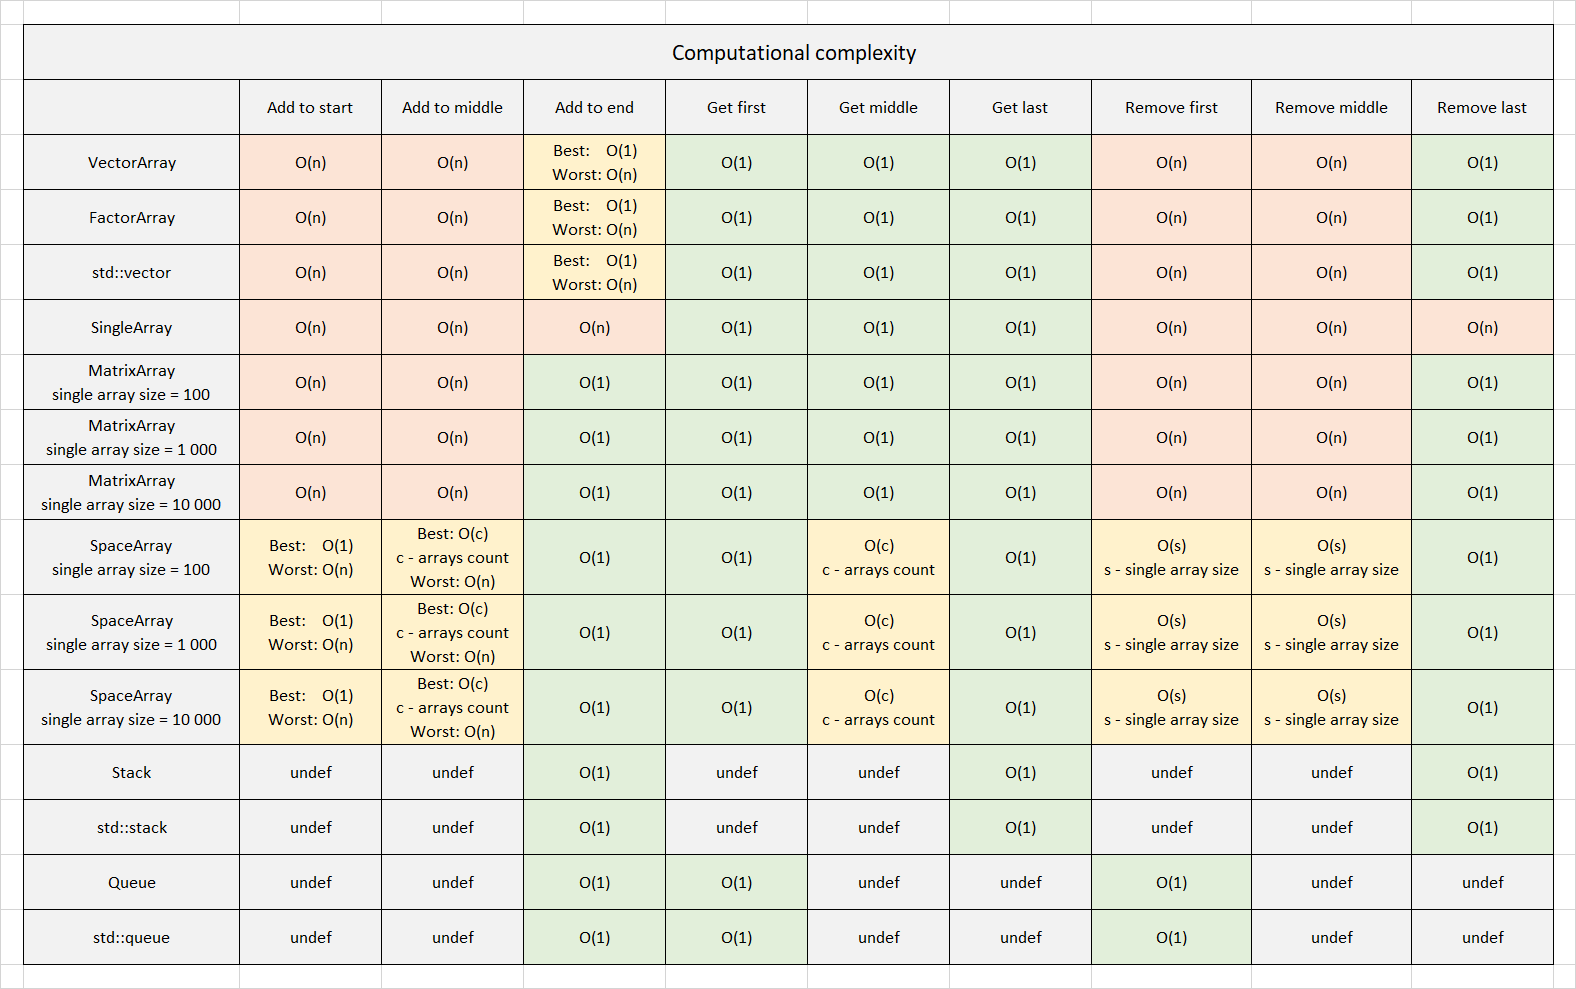 Computational complexity
Add to start Add to middle Add to end Get first Get middle Get last Remove first Remove middle Remove last
VectorArray O(n) O(n) Best: O(1) O(1) O(1) O(1) O(n) O(n) O(1)
Worst: O(n)
FactorArray O(n) O(n) Best: O(1) O(1) O(1) O(1) O(n) O(n) O(1)
Worst: O(n)
std::vector O(n) O(n) Best: O(1) O(1) O(1) O(1) O(n) O(n) O(1)
Worst: O(n)
SingleArray O(n) O(n) O(n) O(1) O(1) O(1) O(n) O(n) O(n)
MatrixArray
single array size = 100 O(n) O(n) O(1) O(1) O(1) O(1) O(n) O(n) O(1)
MatrixArray
single array size = 1 000 O(n) O(n) O(1) O(1) O(1) O(1) O(n) O(n) O(1)
MatrixArray
single array size = 10 000 O(n) O(n) O(1) O(1) O(1) O(1) O(n) O(n) O(1)
SpaceArray
single array size = 100
Best: O(1)
Worst: O(n)
Best: O(c)
c - arrays count
Worst: O(n)
O(1)
O(1)
O(c)
c - arrays count
O(1)
O(s)
s - single array size
O(s)
s - single array size
O(1)
SpaceArray
single array size = 1 000
Best: O(1)
Worst: O(n)
Best: O(c)
c - arrays count
Worst: O(n)
O(1)
O(1)
O(c)
c - arrays count
O(1)
O(s)
s - single array size
O(s)
s - single array size
O(1)
SpaceArray
single array size = 10 000
Best: O(1)
Worst: O(n)
Best: O(c)
c - arrays count
Worst: O(n)
O(1)
O(1)
O(c)
c - arrays count
O(1)
O(s)
s - single array size
O(s)
s - single array size
O(1)
Stack undef undef O(1) undef undef O(1) undef undef O(1)
std::stack undef undef O(1) undef undef O(1) undef undef O(1)
Queue undef undef O(1) O(1) undef undef O(1) undef undef
std::queue undef undef O(1) O(1) undef undef O(1) undef undef